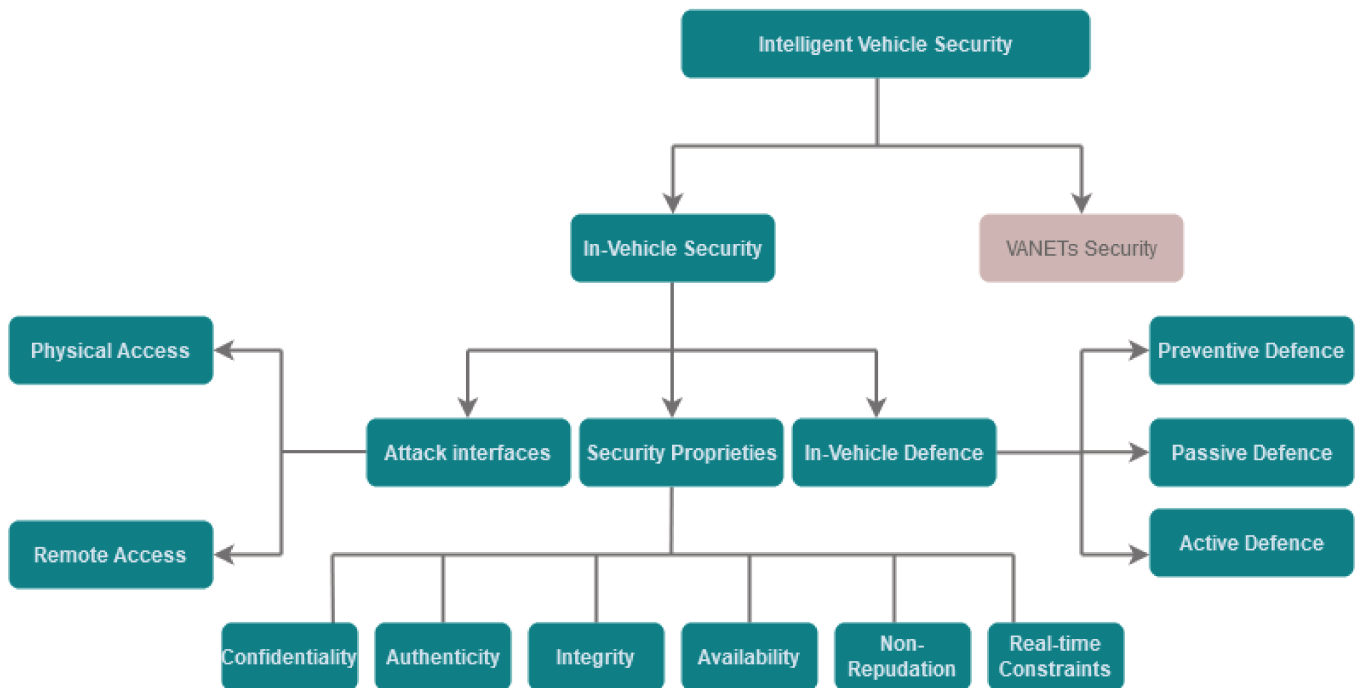 Intelligent Vehicle Security
In-Vehicle Security
VANETs Security
Physical Access
Preventive Defence
Attack interfaces
Security Proprieties
In-Vehicle Defence
Passive Defence
Remote Access
Active Defence
Confidentiality
Authenticity
Integrity
Availability
Non-
Repudation
Real-time
Constraints